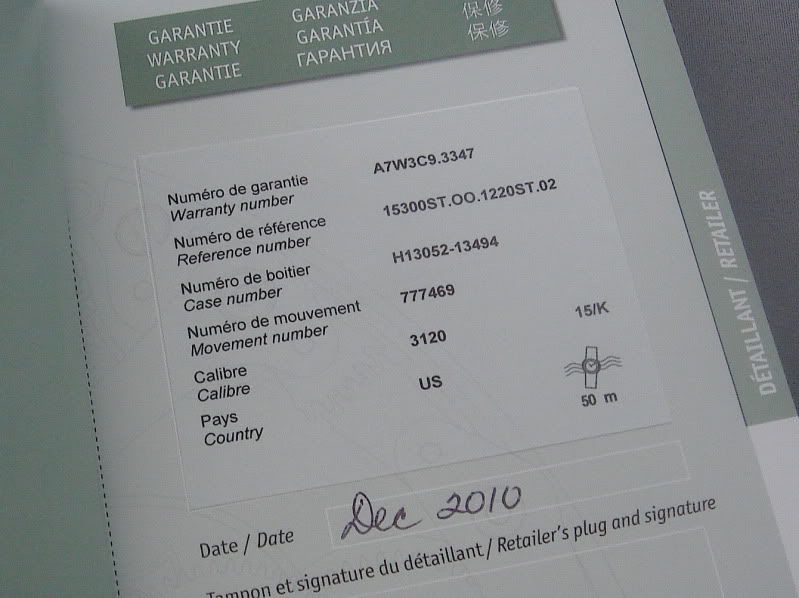 GARANTIE
WARRANTY
GARANTIE
GARANZIA
GARANTÍA
ГАРАНТИЯ
保修
保修
Numéro de garantie
Warranty number
A7W3C9.3347
Numéro de référence
Reference number
15300ST.OO.1220ST.02
Numéro de boitier
Case number
H13052-13494
Numéro de mouvement
Movement number
777469
Calibre
Calibre
3120
15/K
Pays
Country
US
50 m
Date / Date
Dec 2010
Tampon et signature du détaillant / Retailer's plug and signature
DÉTAILLANT / RETAILER